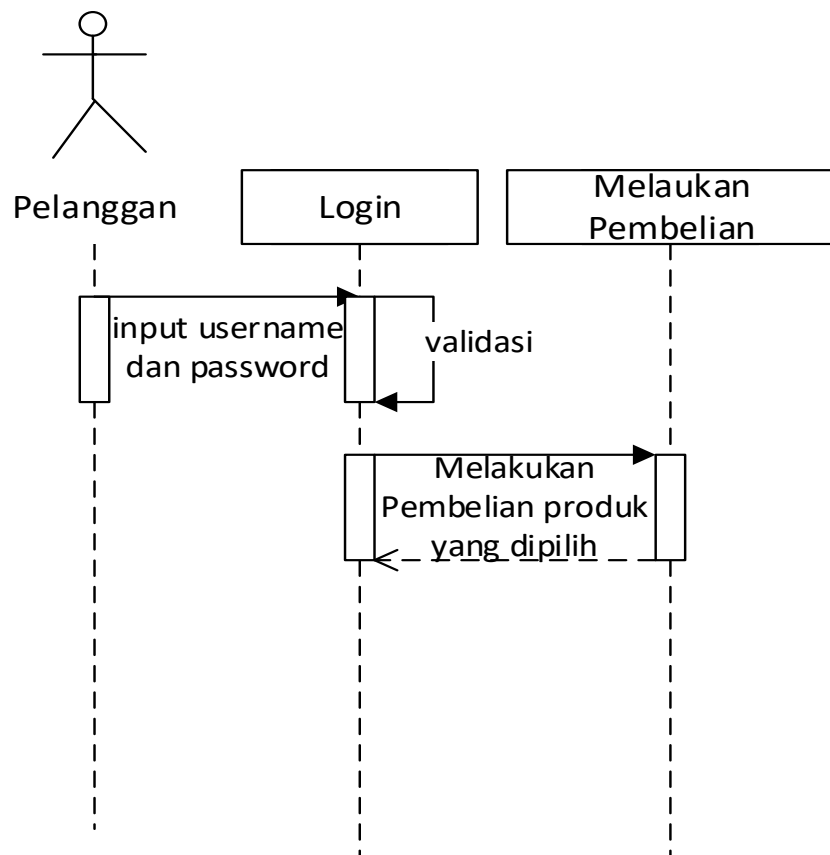 Pelanggan
Login
Melaukan
Pembelian
input username
dan password
validasi
Melakukan
Pembelian produk
yang dipilih